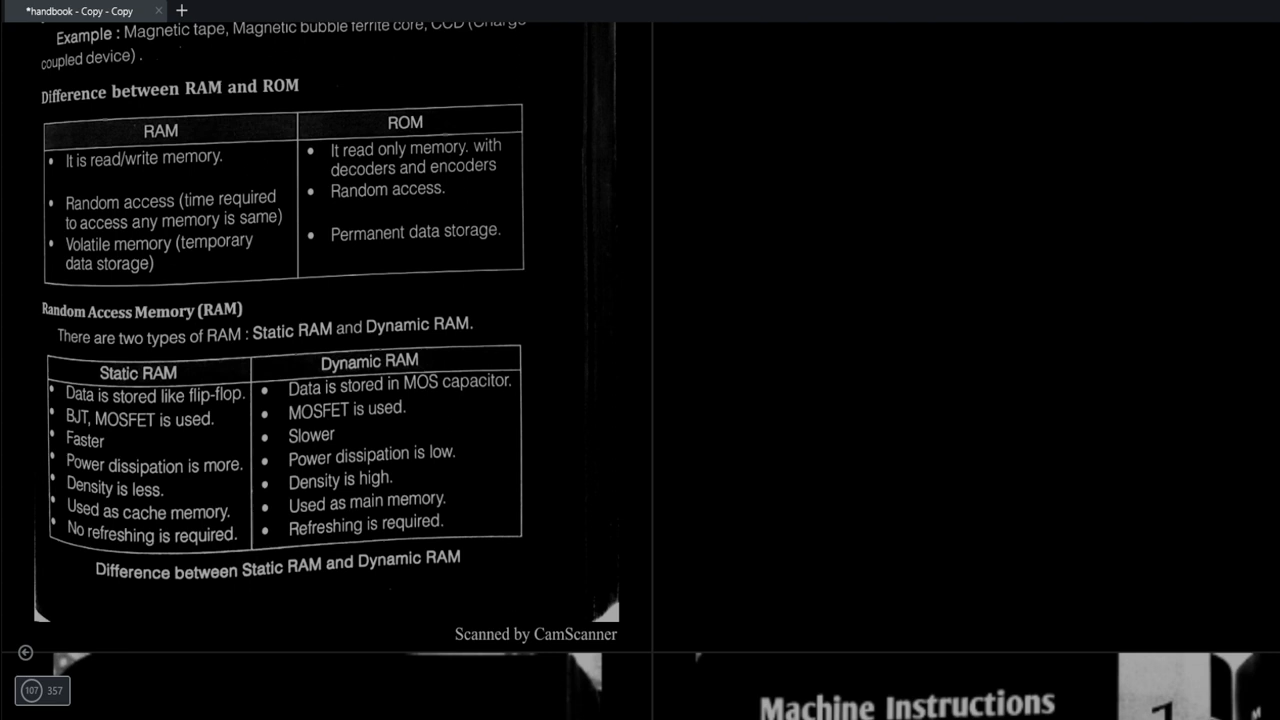 *handbook - Copy - Copy
Example : Magnetic tape, Magnetic bubble ferrite core, CCD (Charge
coupled device) .
Difference between RAM and ROM
RAM
• It is read/write memory.
• Random access (time required
to access any memory is same)
• Volatile memory (temporary
data storage)
ROM
• It read only memory. with
decoders and encoders
• Random access.
• Permanent data storage.
Random Access Memory (RAM)
There are two types of RAM : Static RAM and Dynamic RAM.
Static RAM
• Data is stored like flip-flop.
• BJT, MOSFET is used.
• Faster
• Power dissipation is more.
• Density is less.
• Used as cache memory.
• No refreshing is required.
Dynamic RAM
• Data is stored in MOS capacitor.
• MOSFET is used.
• Slower
• Power dissipation is low.
• Density is high.
• Used as main memory.
• Refreshing is required.
Difference between Static RAM and Dynamic RAM
Scanned by CamScanner
107 357
Machine Instructions